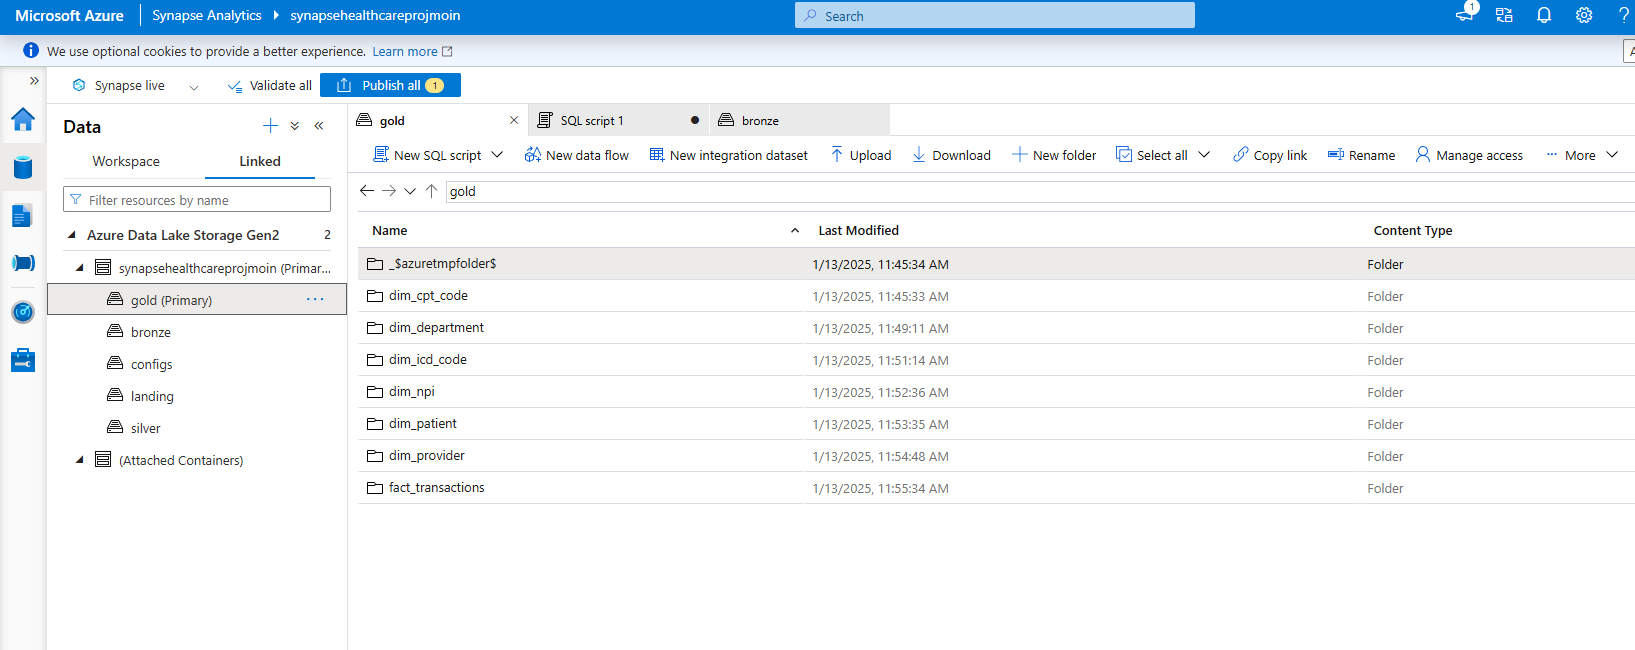 Microsoft Azure Synapse Analytics synapsehealthcareprojmoin Search 1
We use optional cookies to provide a better experience. Learn more
Synapse live Validate all Publish all 1
Data
Workspace Linked
Filter resources by name
Azure Data Lake Storage Gen2 2
synapsehealthcareprojmoin (Primar...
gold (Primary) ...
bronze
configs
landing
silver
(Attached Containers)
gold SQL script 1 bronze
New SQL script New data flow New integration dataset Upload Download New folder Select all Copy link Rename Manage access ... More
gold
Name Last Modified Content Type
_$azuretmpfolder$ 1/13/2025, 11:45:34 AM Folder
dim_cpt_code 1/13/2025, 11:45:33 AM Folder
dim_department 1/13/2025, 11:49:11 AM Folder
dim_icd_code 1/13/2025, 11:51:14 AM Folder
dim_npi 1/13/2025, 11:52:36 AM Folder
dim_patient 1/13/2025, 11:53:35 AM Folder
dim_provider 1/13/2025, 11:54:48 AM Folder
fact_transactions 1/13/2025, 11:55:34 AM Folder